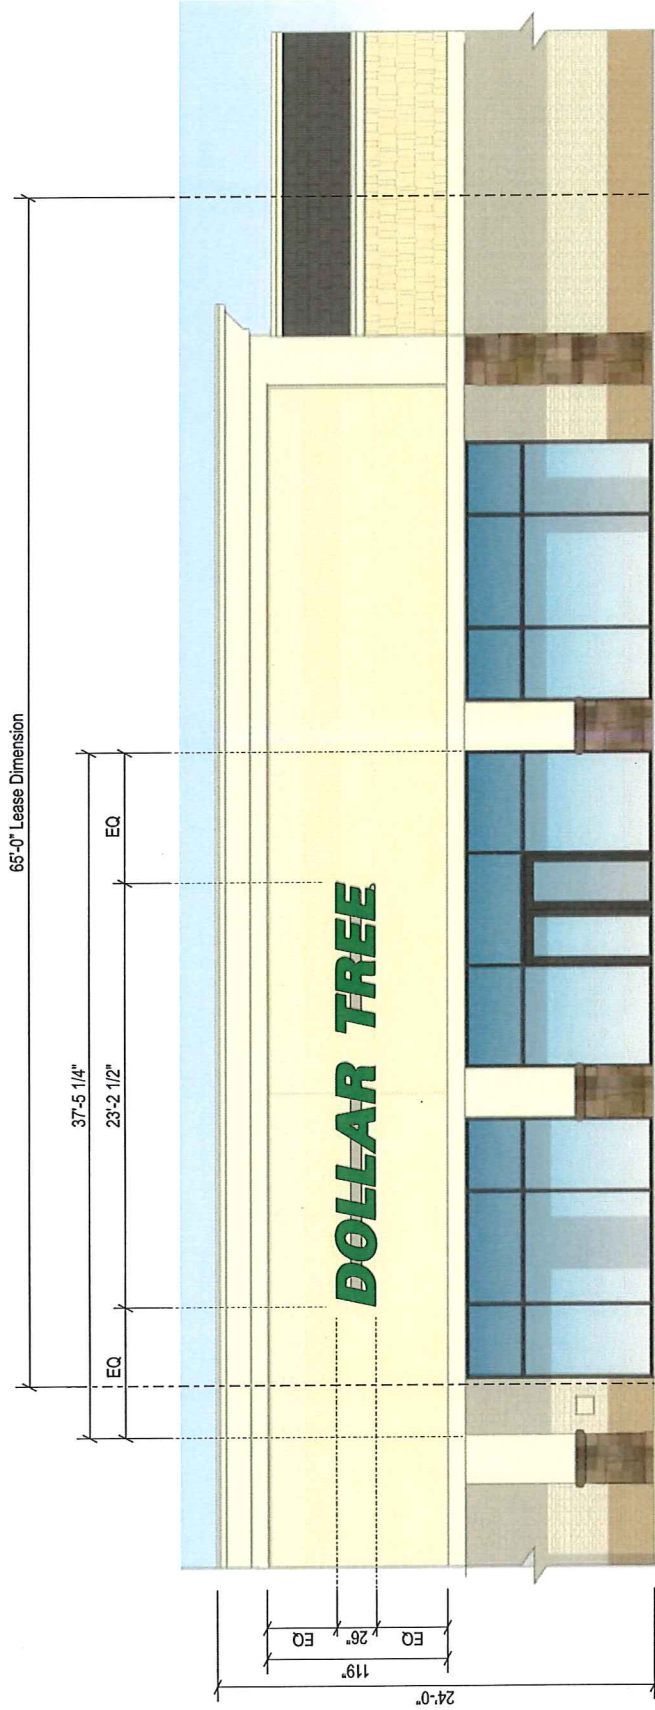 65'-0" Lease Dimension
37'-5 1/4"
EQ
23'-2 1/2"
EQ
DOLLAR TREE
EQ
26"
EQ
119"
24'-0"